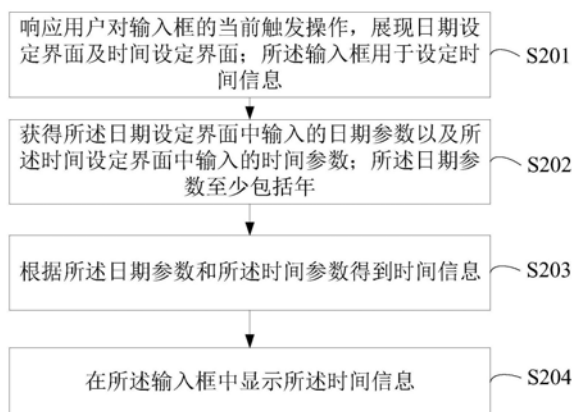 响应用户对输入框的当前触发操作，展现日期设
定界面及时间设定界面；所述输入框用于设定时
间信息
S201
获得所述日期设定界面中输入的日期参数以及所
述时间设定界面中输入的时间参数；所述日期参
数至少包括年
S202
根据所述日期参数和所述时间参数得到时间信息
S203
在所述输入框中显示所述时间信息
S204